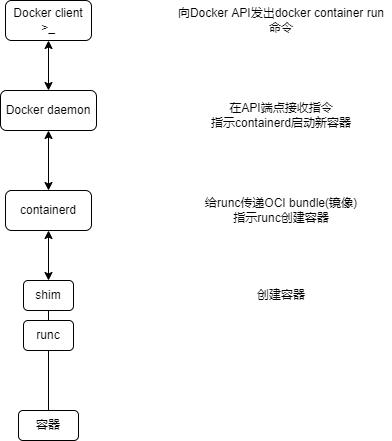 Docker client
>_
向Docker API发出docker container run
命令
Docker daemon
在API端点接收指令
指示containerd启动新容器
containerd
给runc传递OCI bundle(镜像)
指示runc创建容器
shim
创建容器
runc
容器